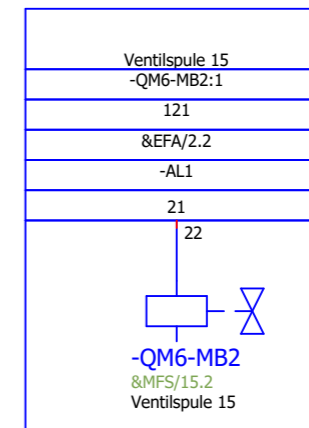 Ventilspule 15
-QM6-MB2:1
121
&EFA/2.2
-AL1
21
22
-QM6-MB2
&MFS/15.2
Ventilspule 15